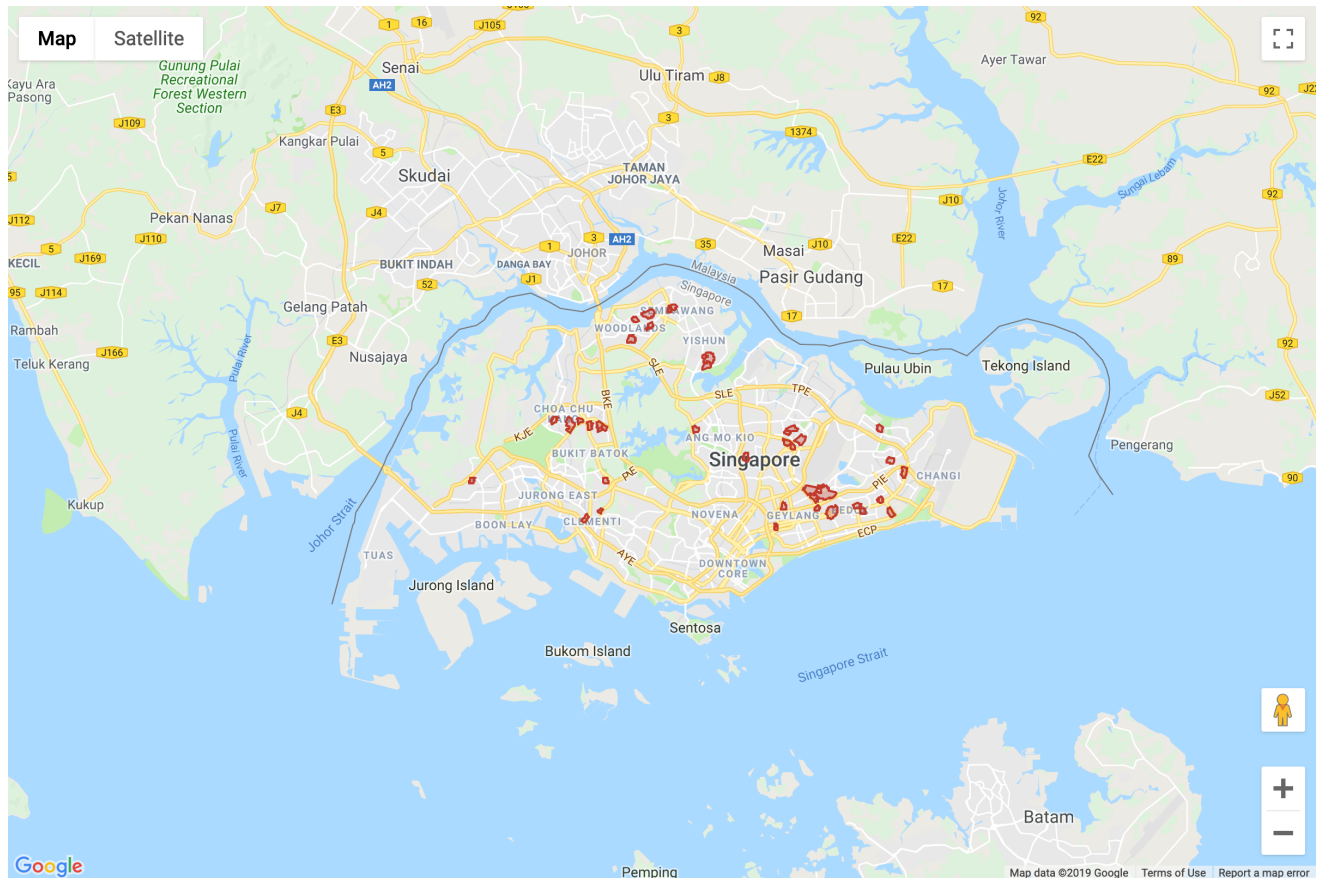 Map
Satellite
1
16
J105
92
3
Senai
Ulu Tiram
J8
Ayer Tawar
Gunung Pulai
Recreational
Forest Western
Section
AH2
Kayu Ara
Pasong
92
E3
3
J109
1374
Kangkar Pulai
5
E22
5
Skudai
TAMAN
JOHOR JAYA
Sungai Lebam
92
J10
Johor River
J7
J4
J112
Pekan Nanas
J110
1
3
AH2
35
J10
E22
5
JOHOR
Masai
J169
KECIL
BUKIT INDAH
DANGA BAY
89
J1
Malaysia
Pasir Gudang
52
17
95
J114
Singapore
Gelang Patah
SEMBAWANG
17
Rambah
WOODLANDS
E3
YISHUN
92
J166
Nusajaya
Pulai River
Teluk Kerang
SLE
Pulau Ubin
Tekong Island
SLE
TPE
J52
BKE
J4
CHOA CHU
KANG
KJE
Pulai River
ANG MO KIO
Pengerang
BUKIT BATOK
Singapore
PIE
PIE
CHANGI
90
JURONG EAST
Kukup
Johor Strait
BOON LAY
CLEMENTI
NOVENA
GEYLANG
BEDOK
ECP
TUAS
AYE
DOWNTOWN
CORE
Jurong Island
Sentosa
Bukom Island
Singapore Strait
Batam
Google
Pemping
Map data ©2019 Google
Terms of Use
Report a map error